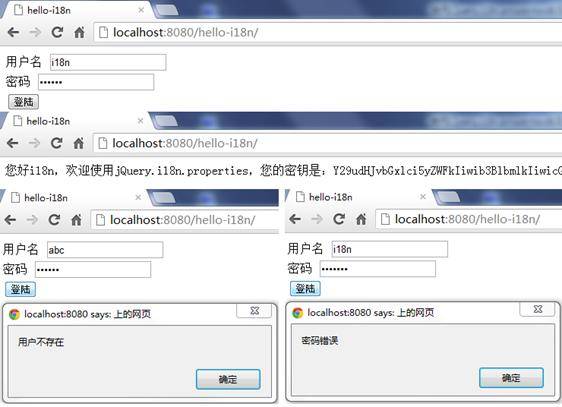 hello-i18n
localhost:8080/hello-i18n/
用户名 i18n
密码 ••••••
登陆
hello-i18n
localhost:8080/hello-i18n/
您好i18n, 欢迎使用jQuery.i18n.properties, 您的密钥是:
hello-i18n
localhost:8080/hello-i18n/
用户名 abc
密码 ••••••
登陆
localhost:8080 says: 上的网页
用户不存在
确定
hello-i18n
localhost:8080/hello-i18n/
用户名 i18n
密码 •••••••
登陆
localhost:8080 says: 上的网页
密码错误
确定